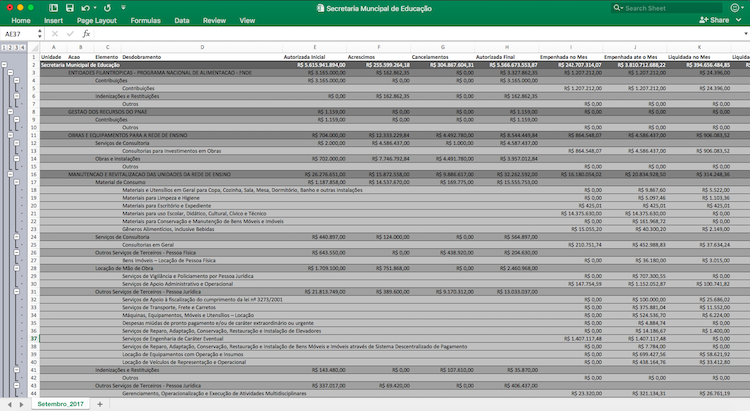 Secretaria Muncipal de Educação
Search Sheet
Home Insert Page Layout Formulas Data Review View Share
AE37 fx
A B C D E F G H I J K
1 Unidade Acao Elemento Desdobramento Autorizada Inicial Acrescimos Cancelamentos Autorizada Final Empenhada no Mes Empenhada ate o Mes Liquidada no Mes Liquida
2 Secretaria Municipal de Educação R$ 5.615.941.894,00 R$ 255.599.264,18 R$ 304.867.604,31 R$ 5.566.673.553,87 R$ 242.707.314,07 R$ 3.810.712.688,22 R$ 394.656.484,85
3 ENTIDADES FILANTROPICAS - PROGRAMA NACIONAL DE ALIMENTACAO - PNDE R$ 3.165.000,00 R$ 162.862,35 R$ 0,00 R$ 3.327.862,35 R$ 1.207.212,00 R$ 1.207.212,00 R$ 24.396,00
4 Contribuições R$ 3.165.000,00 R$ 0,00 R$ 0,00 R$ 3.165.000,00
5 Contribuições R$ 1.207.212,00 R$ 1.207.212,00 R$ 24.396,00
6 Indenizações e Restituições R$ 0,00 R$ 162.862,35 R$ 0,00 R$ 162.862,35
7 Outros R$ 0,00 R$ 0,00 R$ 0,00
8 GESTAO DOS RECURSOS DO PNAE R$ 1.159,00 R$ 0,00 R$ 0,00 R$ 1.159,00 R$ 0,00 R$ 0,00 R$ 0,00
9 Contribuições R$ 1.159,00 R$ 0,00 R$ 0,00 R$ 1.159,00
10 Outros R$ 0,00 R$ 0,00 R$ 0,00
11 OBRAS E EQUIPAMENTOS PARA A REDE DE ENSINO R$ 704.000,00 R$ 12.333.229,84 R$ 4.492.780,00 R$ 8.544.449,84 R$ 864.548,07 R$ 4.586.437,00 R$ 906.083,52
12 Serviços de Consultoria R$ 2.000,00 R$ 4.586.437,00 R$ 1.000,00 R$ 4.587.437,00
13 Consultorias para investimentos em Obras R$ 864.548,07 R$ 4.586.437,00 R$ 906.083,52
14 Obras e instalações R$ 702.000,00 R$ 7.746.792,84 R$ 4.491.780,00 R$ 3.957.012,84
15 Outros R$ 0,00 R$ 0,00 R$ 0,00
16 MANUTENCAO E REVITALIZACAO DAS UNIDADES DA REDE DE ENSINO R$ 26.276.651,00 R$ 15.872.558,00 R$ 9.886.617,00 R$ 32.262.592,00 R$ 16.180.054,02 R$ 20.834.928,50 R$ 314.248,36
17 Material de Consumo R$ 1.187.858,00 R$ 14.537.670,00 R$ 169.775,00 R$ 15.555.753,00
18 Materiais e Utensílios em Geral para Copa, Cozinha, Sala, Mesa, Dormitório, Banho e outras instalações R$ 0,00 R$ 9.867,60 R$ 5.522,00
19 Materiais para Limpeza e Higiene R$ 0,00 R$ 5.097,46 R$ 1.103,36
20 Materiais para Escritório e Expediente R$ 425,01 R$ 425,01 R$ 425,01
21 Materiais para uso Escolar, Didático, Cultural, Cívico e Técnico R$ 14.375.630,00 R$ 14.375.630,00 R$ 0,00
22 Materiais para Conservação e Manutenção de Bens Móveis e Imóveis R$ 0,00 R$ 161.968,72 R$ 0,00
23 Gêneros Alimentícios, inclusive Bebidas R$ 15.055,20 R$ 40.300,20 R$ 2.149,00
24 Serviços de Consultoria R$ 440.897,00 R$ 124.000,00 R$ 0,00 R$ 564.897,00
25 Consultorias em Geral R$ 210.751,74 R$ 452.988,83 R$ 37.634,24
26 Outros Serviços de Terceiros - Pessoa Física R$ 643.550,00 R$ 0,00 R$ 438.920,00 R$ 204.630,00
27 Bens Imóveis – Locação de Pessoa Física R$ 0,00 R$ 36.180,00 R$ 3.015,00
28 Locação de Mão de Obra R$ 1.709.100,00 R$ 751.868,00 R$ 0,00 R$ 2.460.968,00
29 Serviços de Vigilância e Policiamento por Pessoa Jurídica R$ 0,00 R$ 707.300,55 R$ 0,00
30 Serviços de Apoio Administrativo e Operacional R$ 147.754,59 R$ 1.152.052,87 R$ 100.741,82
31 Outros Serviços de Terceiros - Pessoa Jurídica R$ 21.813.749,00 R$ 389.600,00 R$ 9.170.312,00 R$ 13.033.037,00
32 Serviços de Apoio à fiscalização do cumprimento da lei nº 3273/2001 R$ 0,00 R$ 100.000,00 R$ 25.686,02
33 Serviços de Transporte, Frete e Carretos R$ 0,00 R$ 375.881,04 R$ 11.552,00
34 Máquinas, Equipamentos, Móveis e Utensílios – Locação R$ 0,00 R$ 524.536,70 R$ 6.224,00
35 Despesas miúdas de pronto pagamento e/ou de caráter extraordinário ou urgente R$ 0,00 R$ 4.884,74 R$ 0,00
36 Serviços de Reparo, Adaptação, Conservação, Restauração e Instalação de Elevadores R$ 0,00 R$ 14.186,67 R$ 1.400,00
37 Serviços de Engenharia de Caráter Eventual R$ 1.407.117,48 R$ 1.407.117,48 R$ 0,00
38 Serviços de Reparo, Adaptação, Conservação, Restauração e Instalação de Bens Móveis e Imóveis através de Sistema Descentralizado de Pagamento R$ 0,00 R$ 7.784,00 R$ 0,00
39 Locação de Equipamentos com Operação e Insumos R$ 0,00 R$ 699.427,56 R$ 58.621,92
40 Locação de Veículos de Representação e Operacional R$ 0,00 R$ 438.164,76 R$ 33.412,80
41 Indenizações e Restituições R$ 143.480,00 R$ 0,00 R$ 107.610,00 R$ 35.870,00
42 Outros R$ 0,00 R$ 0,00 R$ 0,00
43 Outros Serviços de Terceiros - Pessoa Jurídica R$ 337.017,00 R$ 69.420,00 R$ 0,00 R$ 406.437,00
44 Gerenciamento, Operacionalização e Execução de Atividades Multidisciplinares R$ 23.320,00 R$ 321.134,31 R$ 26.761,19
Setembro_2017